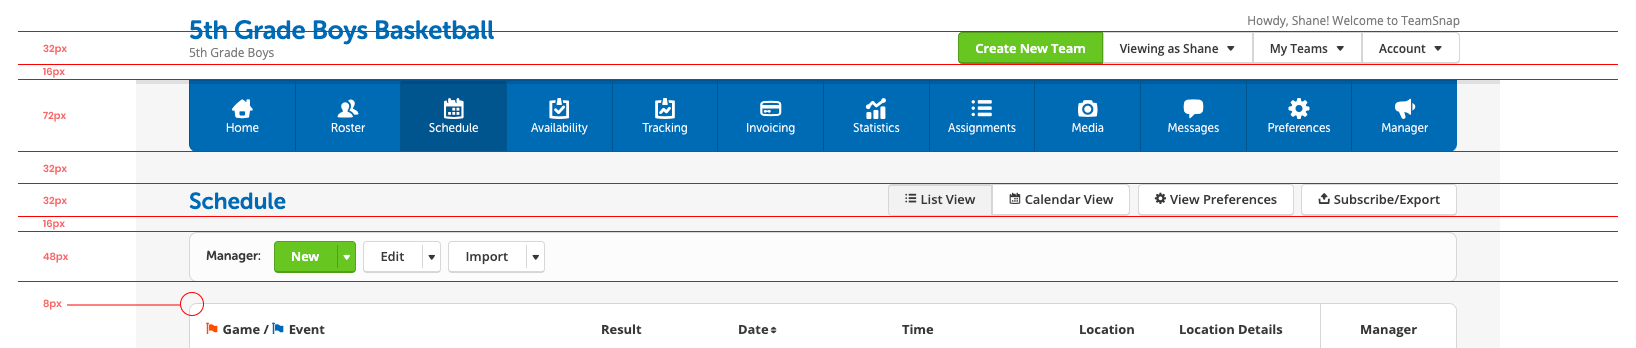 5th Grade Boys Basketball
Howdy, Shane! Welcome to TeamSnap
5th Grade Boys
32px
Create New Team Viewing as Shane My Teams Account
16px
72px
Home Roster Schedule Availability Tracking Invoicing Statistics Assignments Media Messages Preferences Manager
32px
32px
Schedule
List View Calendar View View Preferences Subscribe/Export
16px
48px
Manager: New Edit Import
8px
Game / Event Result Date Time Location Location Details Manager